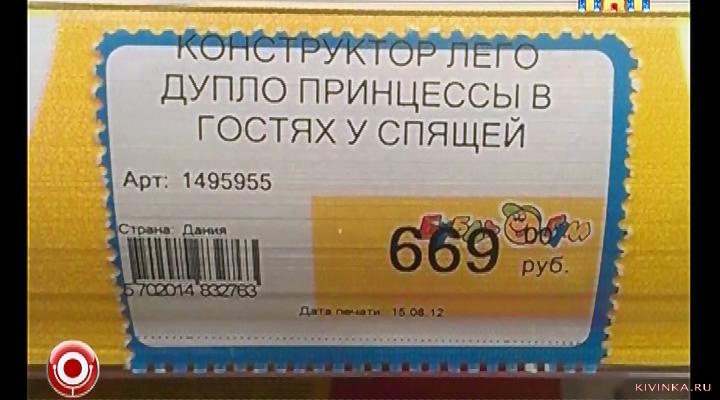 КОНСТРУКТОР ЛЕГО
ДУПЛО ПРИНЦЕССЫ В
ГОСТЯХ У СПЯЩЕЙ
Арт: 1495955
Страна: Дания
669 00
руб.
5 702014 832763
Дата печати 15.08.12
KIVINKA.RU